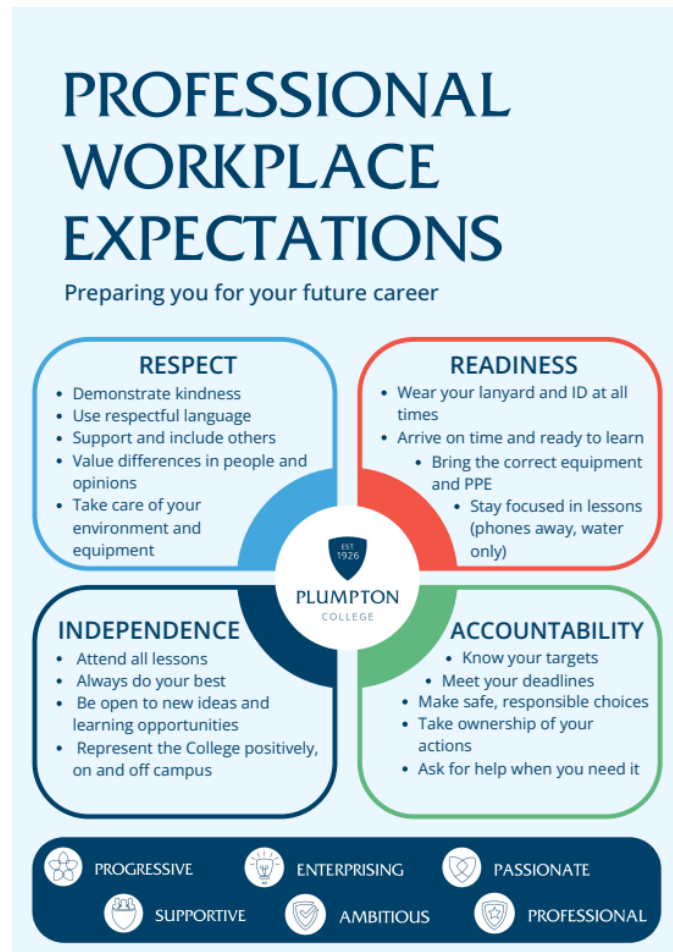 PROFESSIONAL
WORKPLACE
EXPECTATIONS
Preparing you for your future career
RESPECT
• Demonstrate kindness
• Use respectful language
• Support and include others
• Value differences in people and
opinions
• Take care of your
environment and
equipment
READINESS
• Wear your lanyard and ID at all
times
• Arrive on time and ready to learn
• Bring the correct equipment
and PPE
• Stay focused in lessons
(phones away, water
only)
EST.
1926
PLUMPTON
COLLEGE
INDEPENDENCE
• Attend all lessons
• Always do your best
• Be open to new ideas and
learning opportunities
• Represent the College positively,
on and off campus
ACCOUNTABILITY
• Know your targets
• Meet your deadlines
• Make safe, responsible choices
• Take ownership of your
actions
• Ask for help when you need it
PROGRESSIVE
ENTERPRISING
PASSIONATE
SUPPORTIVE
AMBITIOUS
PROFESSIONAL